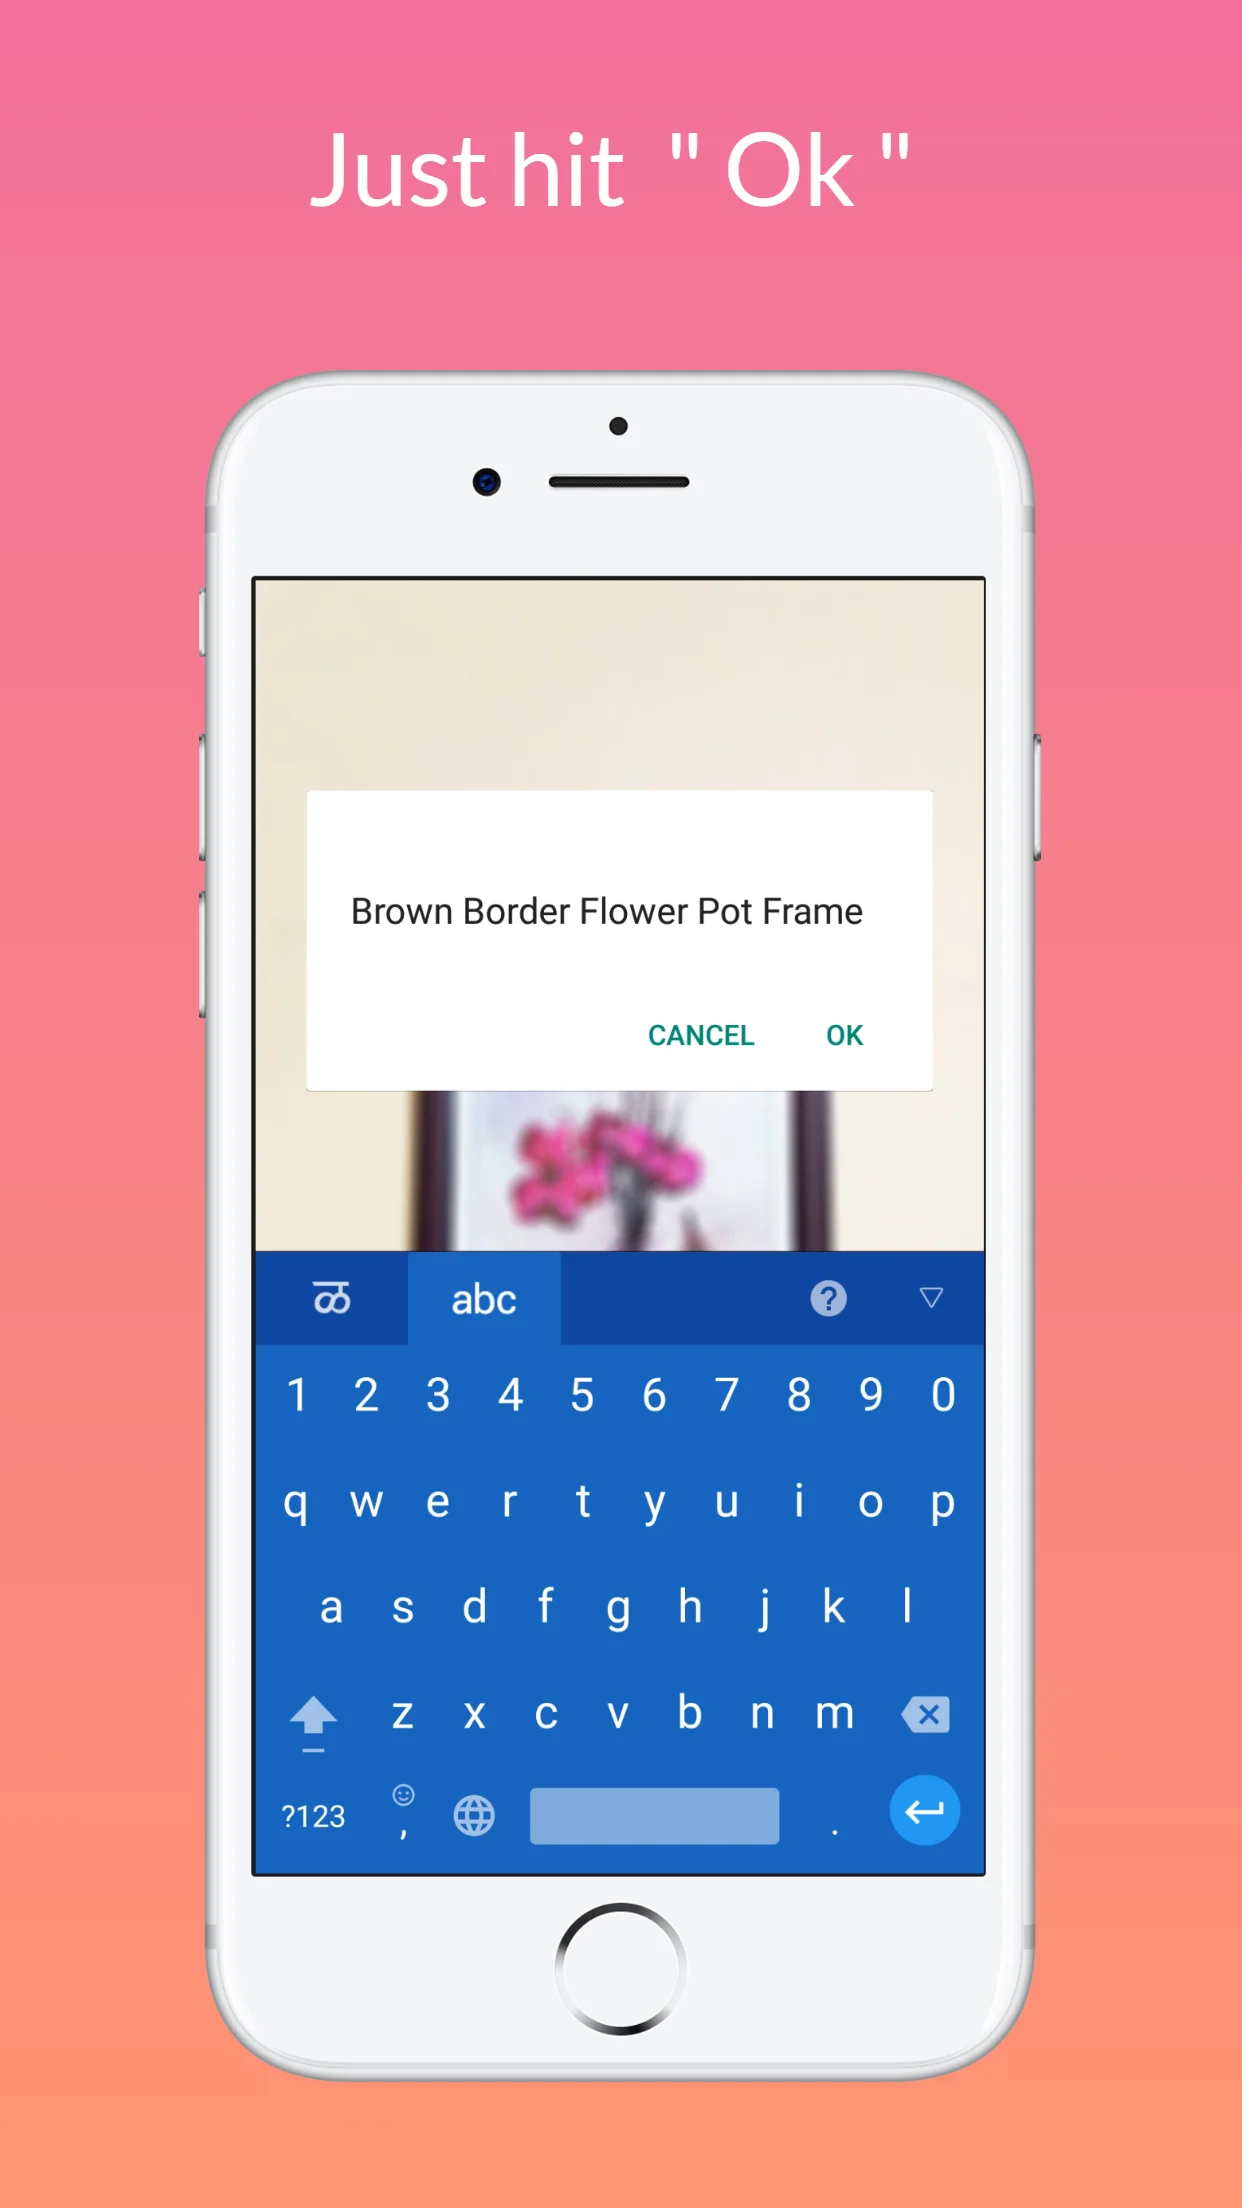 Just hit " Ok "
Brown Border Flower Pot Frame
CANCEL OK
ळ abc ?
1 2 3 4 5 6 7 8 9 0
q w e r t y u i o p
a s d f g h j k l
z x c v b n m
?123 , .